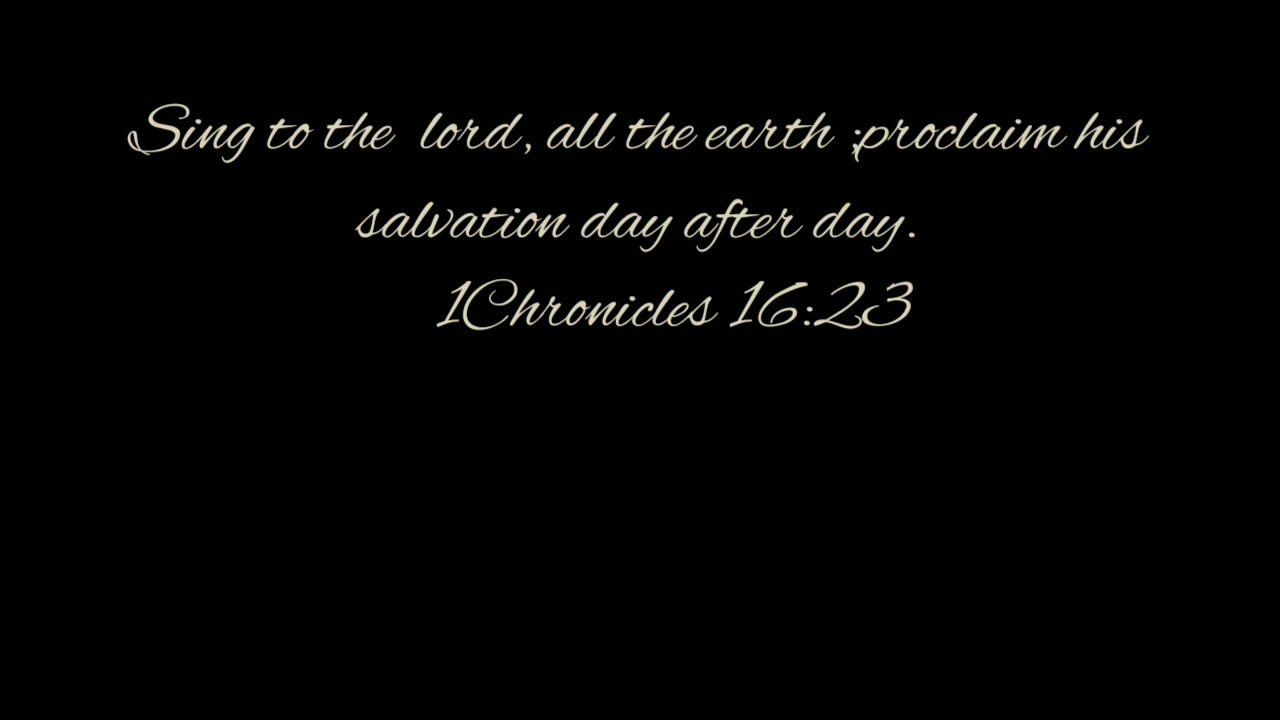 Sing to the lord, all the earth ;proclaim his
salvation day after day.
1Chronicles 16:23